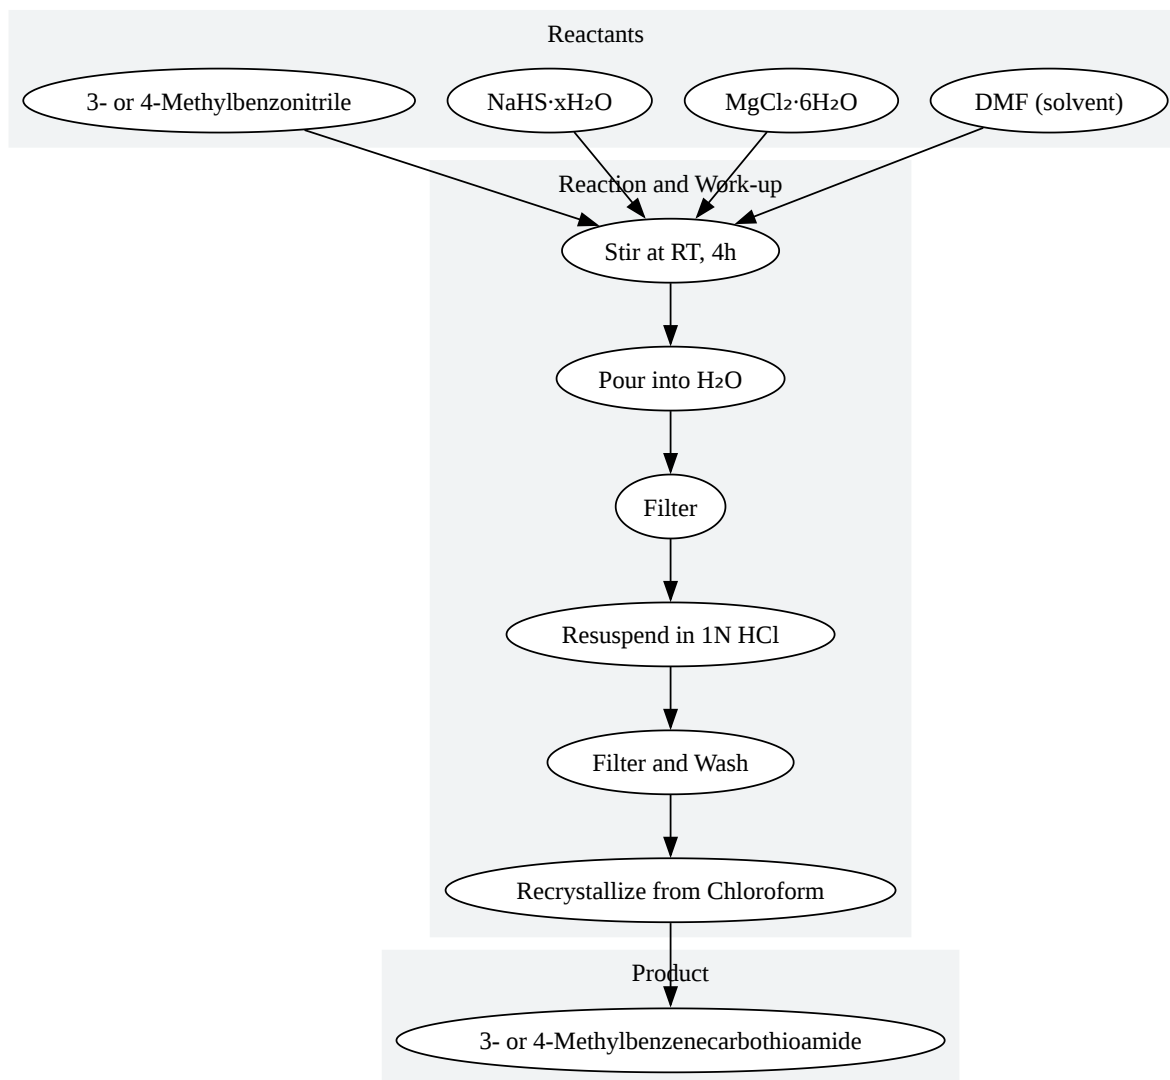 Reactants
3- or 4-Methylbenzonitrile
NaHS·xH₂O
MgCl₂·6H₂O
DMF (solvent)
Reaction and Work-up
Stir at RT, 4h
Pour into H₂O
Filter
Resuspend in 1N HCl
Filter and Wash
Recrystallize from Chloroform
Product
3- or 4-Methylbenzenecarbothioamide